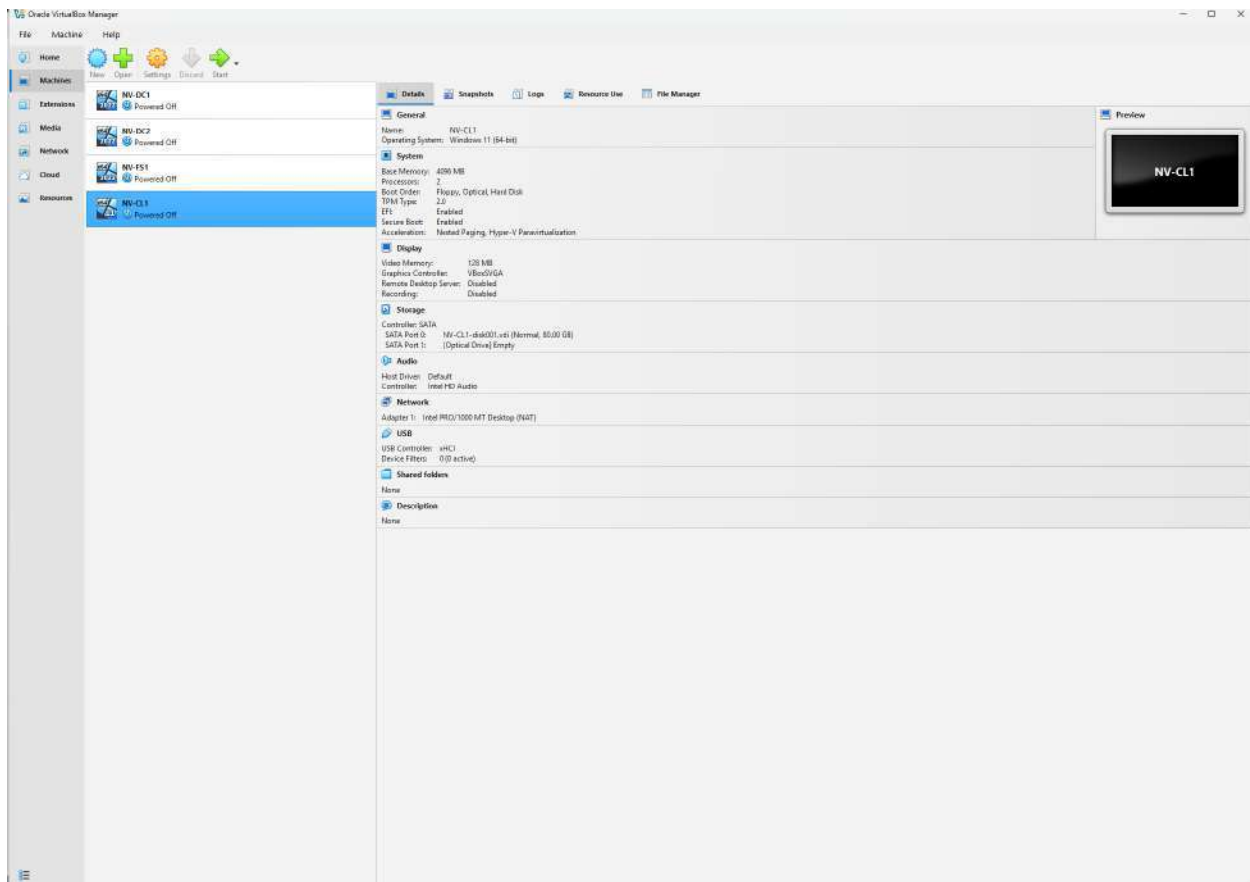 Oracle VirtualBox Manager
File Machine Help
Home
Machines
Extensions
Media
Network
Cloud
Resources
New Open Settings Discard Start
NV-DC1
Powered Off
NV-DC2
Powered Off
NV-FS1
Powered Off
NV-CL1
Powered Off
Details Snapshots Logs Resource Use File Manager
General
Name: NV-CL1
Operating System: Windows 11 (64-bit)
System
Base Memory: 4096 MB
Processors: 2
Boot Order: Floppy, Optical, Hard Disk
TPM Type: 2.0
EFI: Enabled
Secure Boot: Enabled
Acceleration: Nested Paging, Hyper-V Paravirtualization
Display
Video Memory: 128 MB
Graphics Controller: VBoxSVGA
Remote Desktop Server: Disabled
Recording: Disabled
Storage
Controller: SATA
SATA Port 0: NV-CL1-disk001.vdi (Normal, 80.00 GB)
SATA Port 1: [Optical Drive] Empty
Audio
Host Driver: Default
Controller: Intel HD Audio
Network
Adapter 1: Intel PRO/1000 MT Desktop (NAT)
USB
USB Controller: xHCI
Device Filters: 0 (0 active)
Shared folders
None
Description
None
Preview
NV-CL1